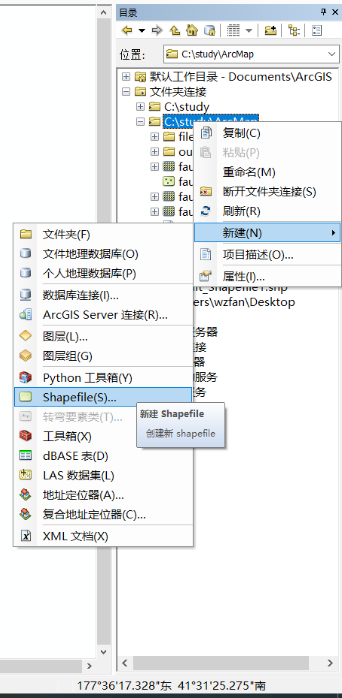 目录
位置:
C:\study\ArcMap
默认工作目录 - Documents\ArcGIS
文件夹连接
C:\study
C:\study\ArcMap
file
复制(C)
ou
粘贴(P)
fau
重命名(M)
fau
断开文件夹连接(S)
fau
刷新(R)
fau
新建(N)
项目描述(O)...
属性(I)...
文件夹(F)
文件地理数据库(O)
个人地理数据库(P)
数据库连接(I)...
ArcGIS Server 连接(R)...
图层(L)...
图层组(G)
Python 工具箱(Y)
Shapefile(S)...
转弯要素类(T)...
工具箱(X)
dBASE 表(D)
LAS 数据集(L)
地址定位器(A)...
复合地址定位器(C)...
XML 文档(X)
新建 Shapefile
创建新 shapefile
ers\wzfan\Desktop
务器
接
器
服务
务
177°36'17.328"东 41°31'25.275"南